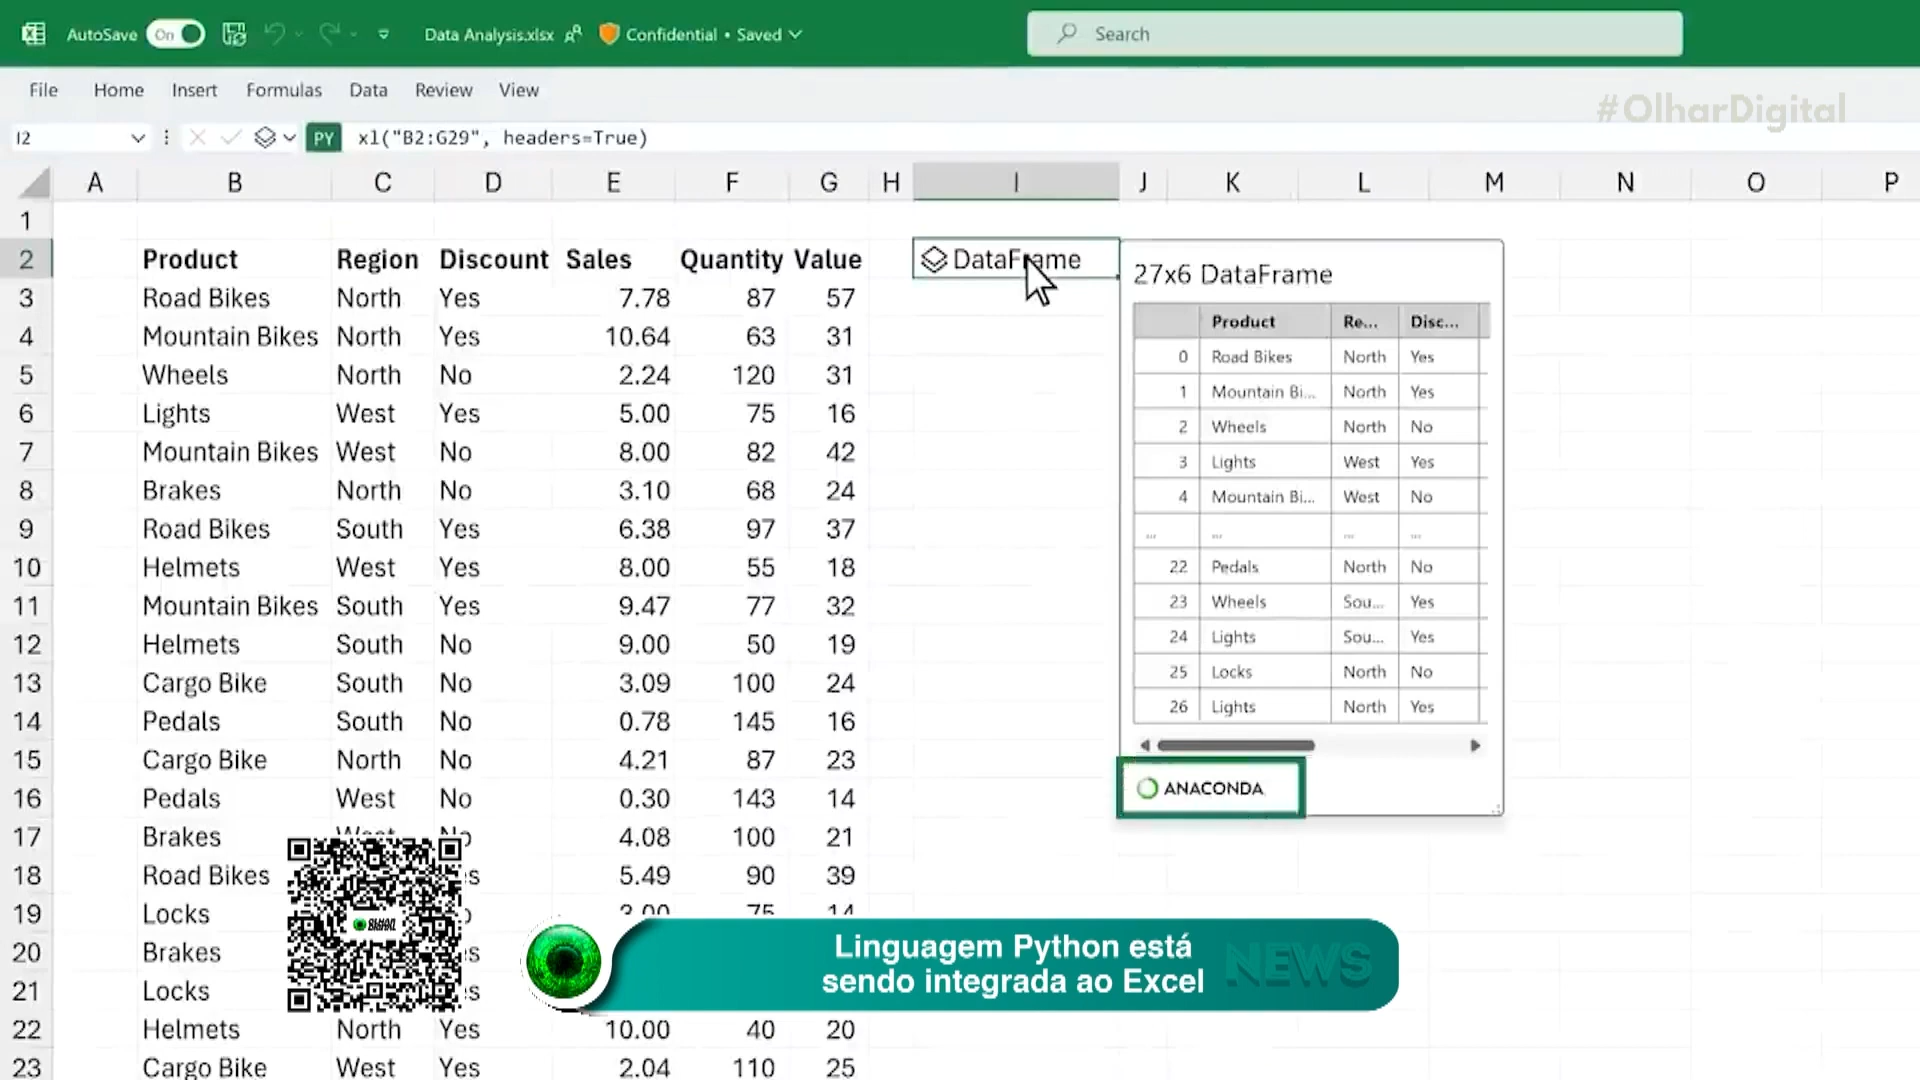 AutoSave On Data Analysis.xlsx Confidential • Saved Search
File Home Insert Formulas Data Review View
#OlharDigital
I2 PY xl("B2:G29", headers=True)
A B C D E F G H I J K L M N O P
1
2 Product Region Discount Sales Quantity Value DataFrame
3 Road Bikes North Yes 7.78 87 57
4 Mountain Bikes North Yes 10.64 63 31
5 Wheels North No 2.24 120 31
6 Lights West Yes 5.00 75 16
7 Mountain Bikes West No 8.00 82 42
8 Brakes North No 3.10 68 24
9 Road Bikes South Yes 6.38 97 37
10 Helmets West Yes 8.00 55 18
11 Mountain Bikes South Yes 9.47 77 32
12 Helmets South No 9.00 50 19
13 Cargo Bike South No 3.09 100 24
14 Pedals South No 0.78 145 16
15 Cargo Bike North No 4.21 87 23
16 Pedals West No 0.30 143 14
17 Brakes West No 4.08 100 21
18 Road Bikes 5.49 90 39
19 Locks 3.00 75 14
20 Brakes
21 Locks
22 Helmets North Yes 10.00 40 20
23 Cargo Bike West Yes 2.04 110 25
27x6 DataFrame
Product Re... Disc...
0 Road Bikes North Yes
1 Mountain Bi... North Yes
2 Wheels North No
3 Lights West Yes
4 Mountain Bi... West No
... ... ... ...
22 Pedals North No
23 Wheels Sou... Yes
24 Lights Sou... Yes
25 Locks North No
26 Lights North Yes
ANACONDA
Linguagem Python está
sendo integrada ao Excel
NEWS